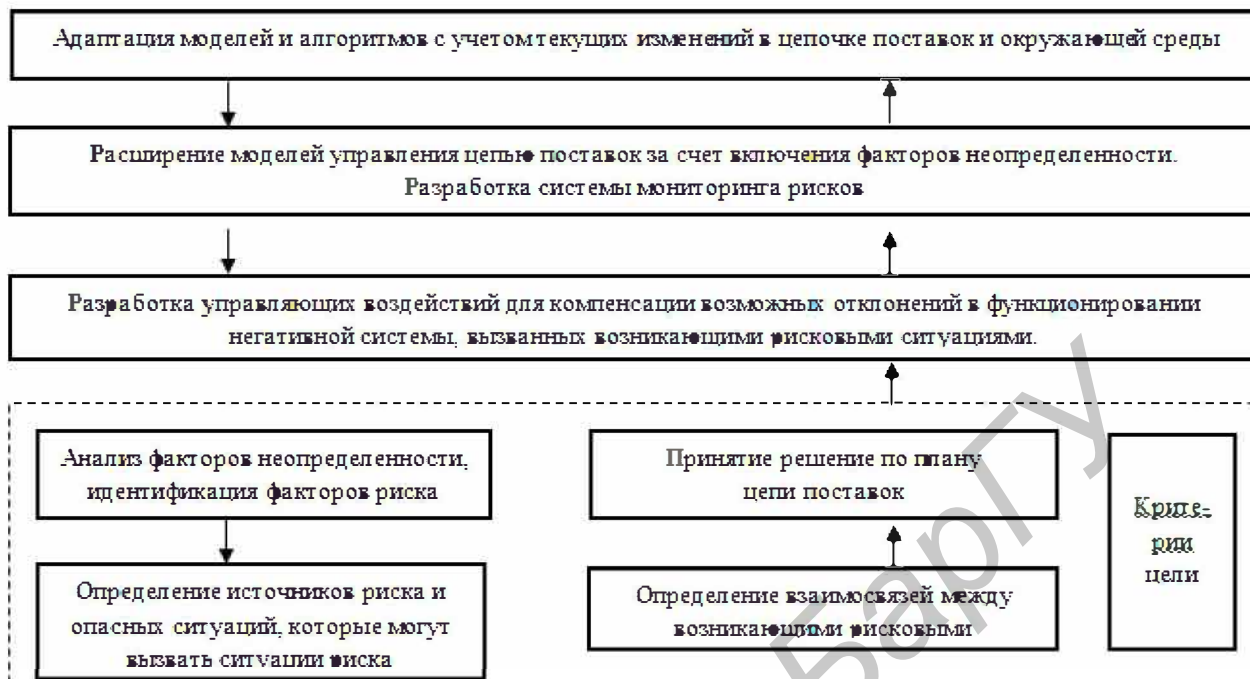 Адаптация моделей и алгоритмов с учетом текущих изменений в цепочке поставок и окружающей среды
Расширение моделей управления цепью поставок за счет включения факторов неопределенности.
Разработка системы мониторинга рисков
Разработка управляющих воздействий для компенсации возможных отклонений в функционировании
негативной системы, вызванных возникающими рисковыми ситуациями.
Анализ факторов неопределенности,
идентификация факторов риска
Определение источников риска и
опасных ситуаций, которые могут
вызвать ситуации риска
Принятие решение по плану
цепи поставок
Определение взаимосвязей между
возникающими рисковыми
Крите-
рии
цели
БарГУ